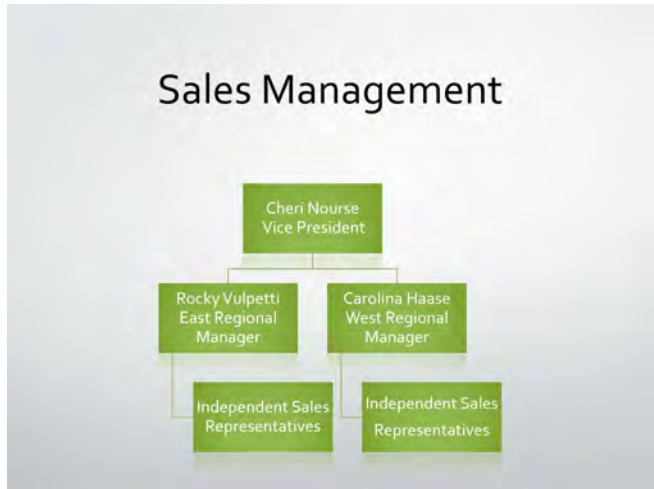 Sales Management
Cheri Nourse
Vice President
Rocky Vulpetti
East Regional
Manager
Carolina Haase
West Regional
Manager
Independent Sales
Representatives
Independent Sales
Representatives